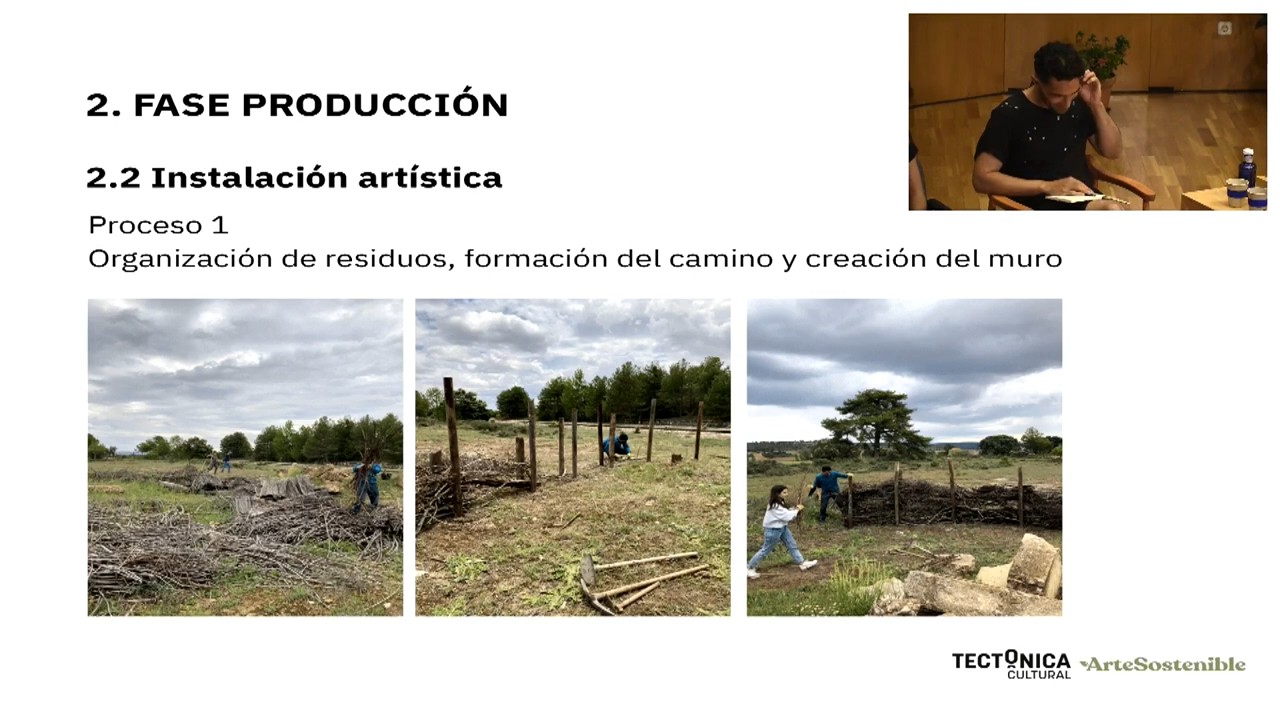 2. FASE PRODUCCIÓN
2.2 Instalación artística
Proceso 1
Organización de residuos, formación del camino y creación del muro
TECTÓNICA
CULTURAL
ArteSostenible